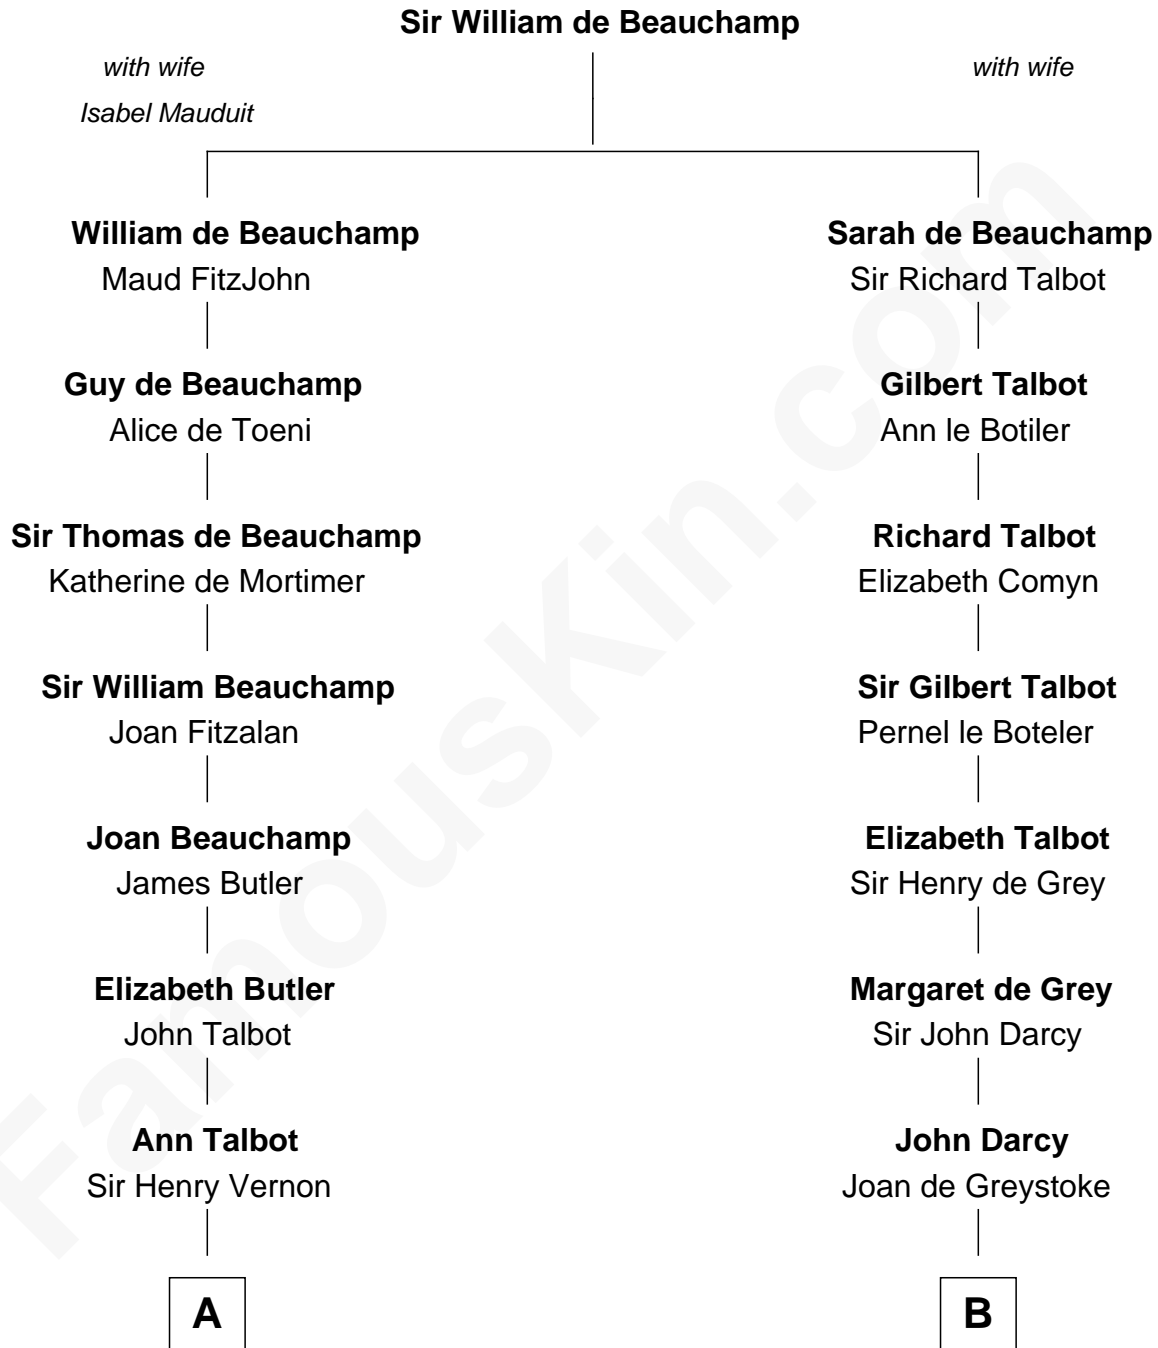 Sir William de Beauchamp
with wife
with wife
Isabel Mauduit
William de Beauchamp
Sarah de Beauchamp
Maud FitzJohn
Sir Richard Talbot
Guy de Beauchamp
Gilbert Talbot
Alice de Toeni
Ann le Botiler
Sir Thomas de Beauchamp
Richard Talbot
Katherine de Mortimer
Elizabeth Comyn
Sir William Beauchamp
Sir Gilbert Talbot
Joan Fitzalan
Pernel le Boteler
Joan Beauchamp
Elizabeth Talbot
James Butler
Sir Henry de Grey
Elizabeth Butler
Margaret de Grey
John Talbot
Sir John Darcy
Ann Talbot
John Darcy
Sir Henry Vernon
Joan de Greystoke
A
B
FamousKin.com